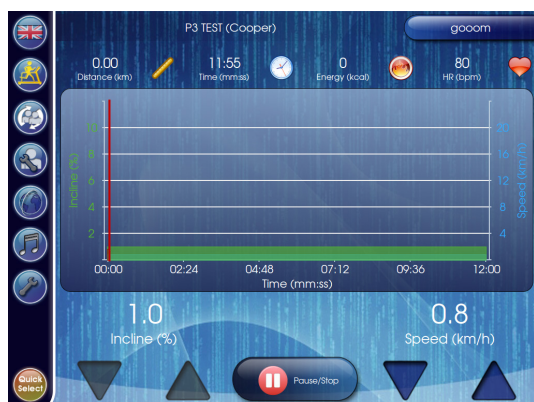 P3 TEST (Cooper)
gooom
0.00
Distance (km)
11:55
Time (mm:ss)
0
Energy (kcal)
80
HR (bpm)
Incline (%)
10
8
6
4
2
20
16
12
8
4
Speed (km/h)
00:00 02:24 04:48 07:12 09:36 12:00
Time (mm:ss)
1.0
Incline (%)
0.8
Speed (km/h)
Pause/Stop
Quick
Select